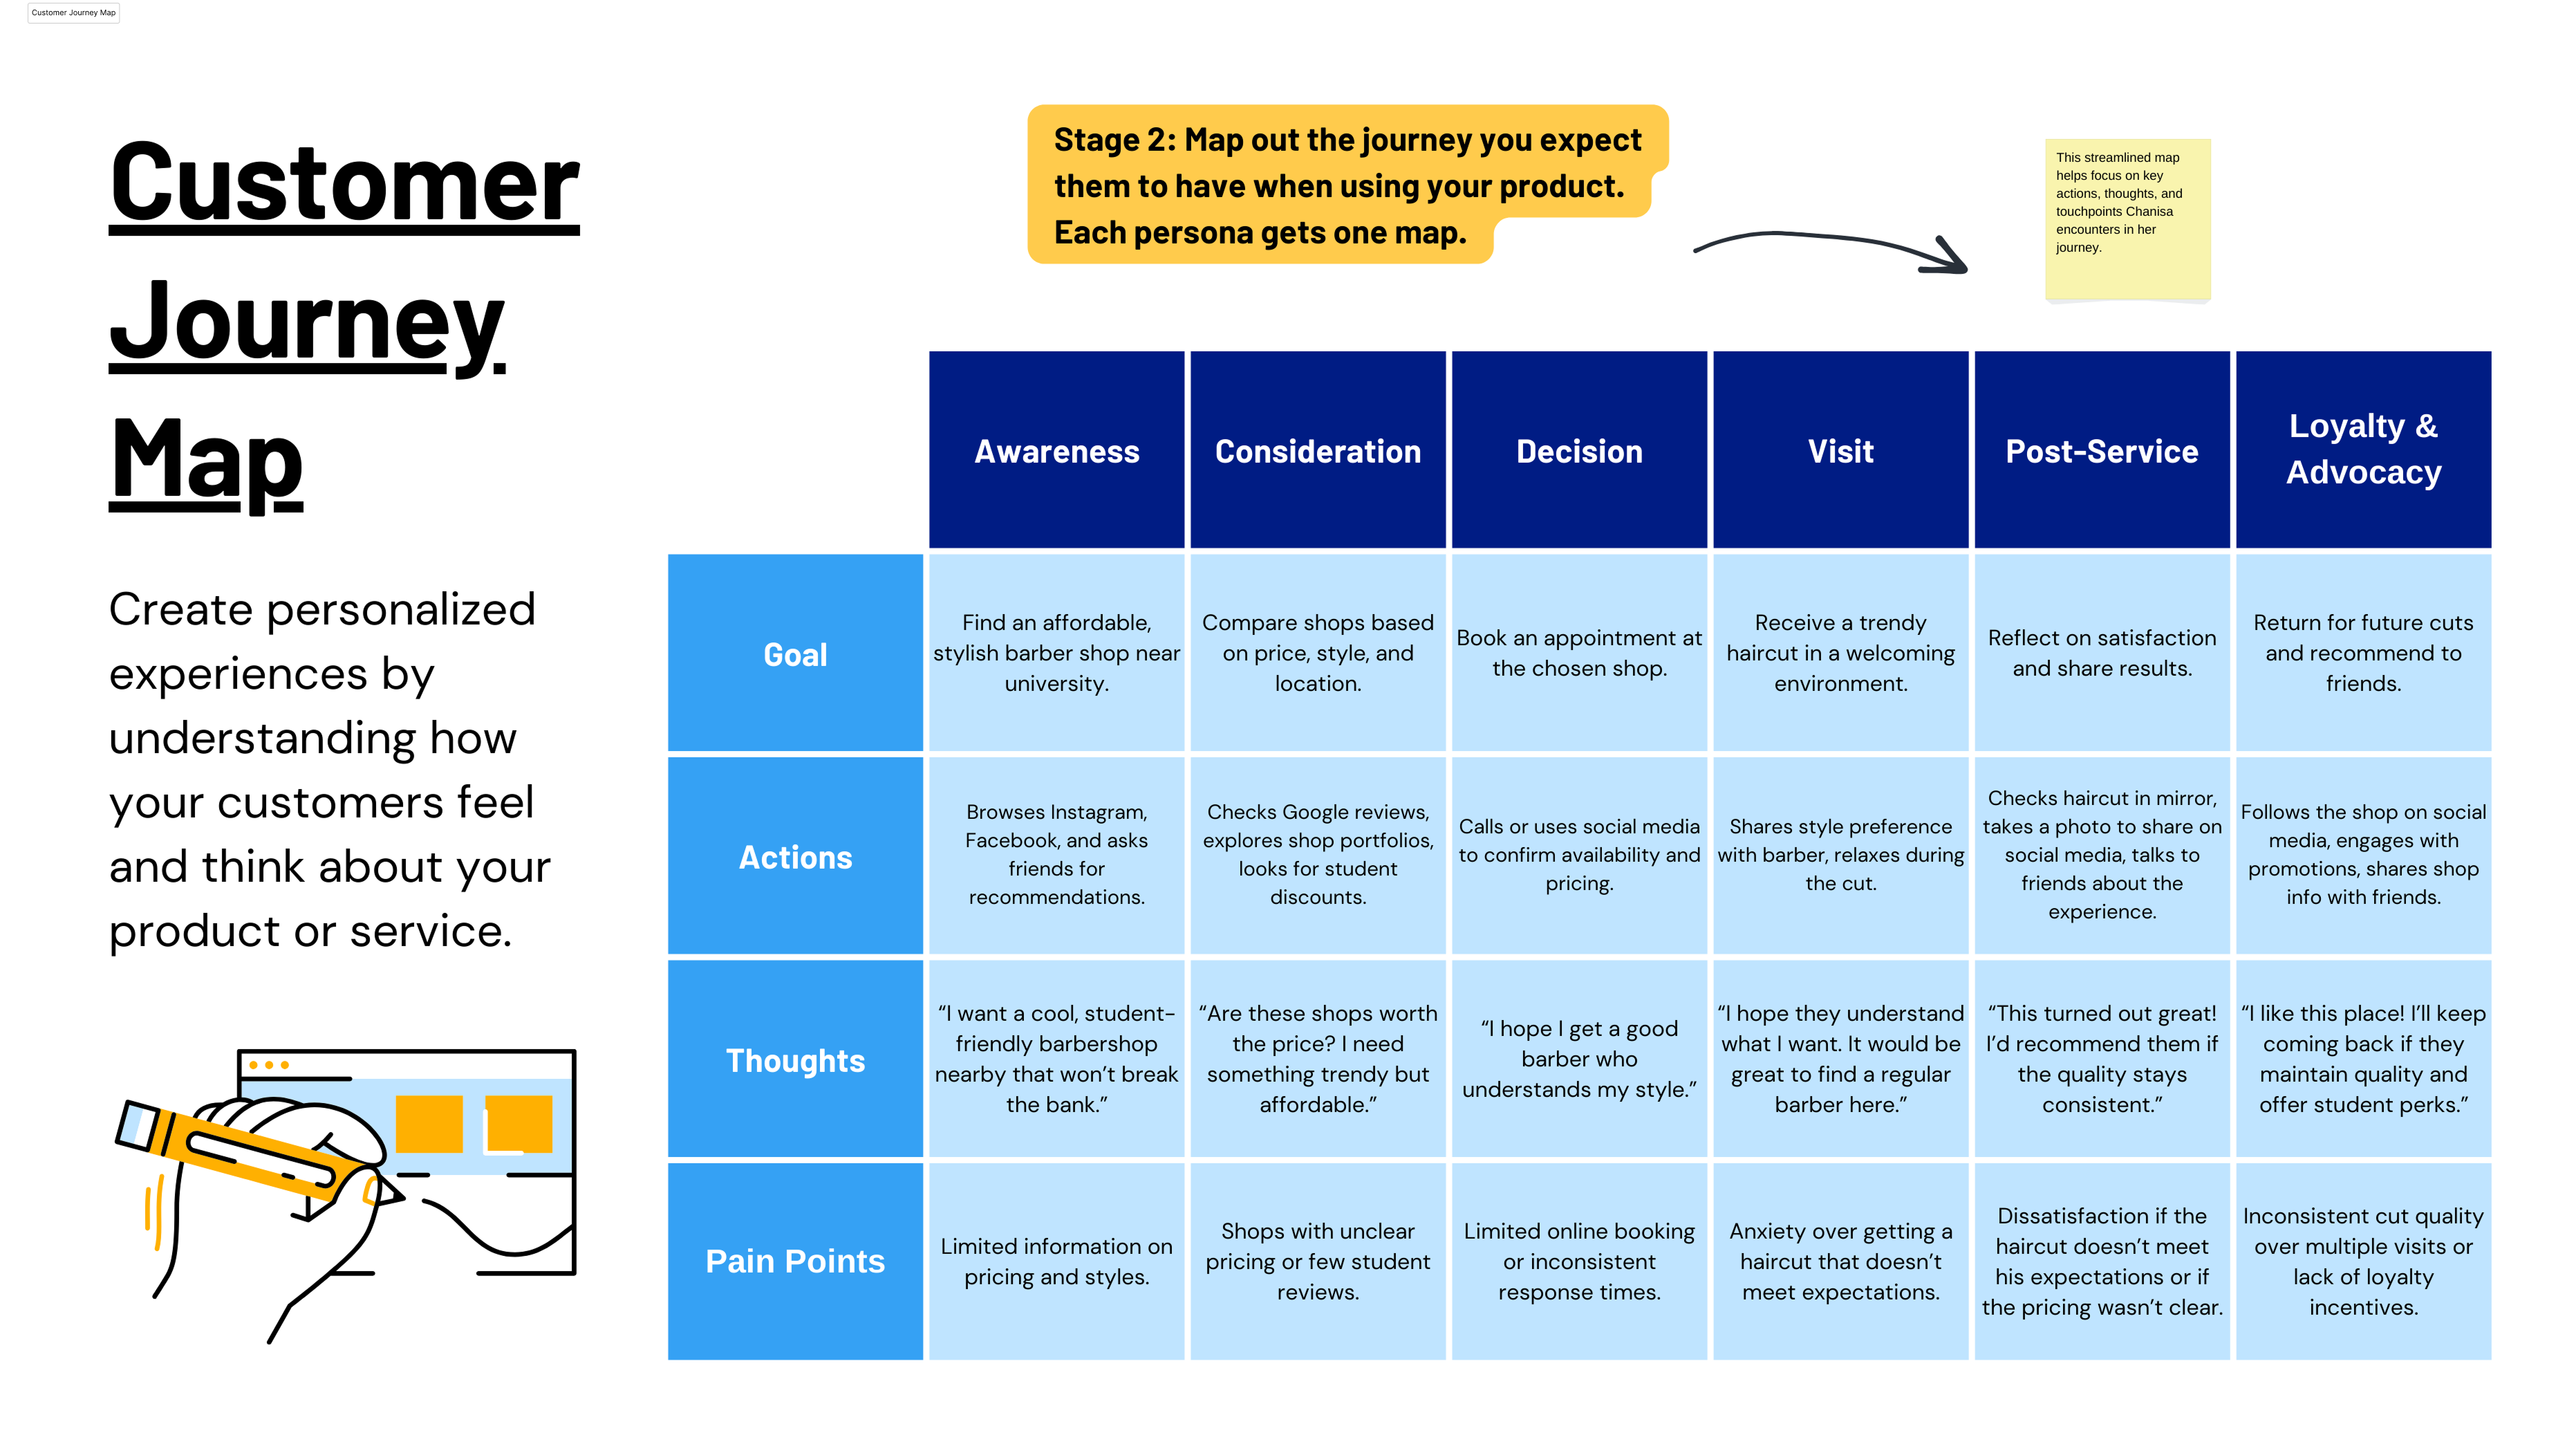 Customer Journey Map
Customer
Journey
Map
Create personalized
experiences by
understanding how
your customers feel
and think about your
product or service.
Stage 2: Map out the journey you expect
them to have when using your product.
Each persona gets one map.
This streamlined map
helps focus on key
actions, thoughts, and
touchpoints Chanisa
encounters in her
journey.
Awareness
Consideration
Decision
Visit
Post-Service
Loyalty &
Advocacy
Goal
Find an affordable,
stylish barber shop near
university.
Compare shops based
on price, style, and
location.
Book an appointment at
the chosen shop.
Receive a trendy
haircut in a welcoming
environment.
Reflect on satisfaction
and share results.
Return for future cuts
and recommend to
friends.
Actions
Browses Instagram,
Facebook, and asks
friends for
recommendations.
Checks Google reviews,
explores shop portfolios,
looks for student
discounts.
Calls or uses social media
to confirm availability and
pricing.
Shares style preference
with barber, relaxes during
the cut.
Checks haircut in mirror,
takes a photo to share on
social media, talks to
friends about the
experience.
Follows the shop on social
media, engages with
promotions, shares shop
info with friends.
Thoughts
“I want a cool, student-
friendly barbershop
nearby that won’t break
the bank.”
“Are these shops worth
the price? I need
something trendy but
affordable.”
“I hope I get a good
barber who
understands my style.”
“I hope they understand
what I want. It would be
great to find a regular
barber here.”
“This turned out great!
I’d recommend them if
the quality stays
consistent.”
“I like this place! I’ll keep
coming back if they
maintain quality and
offer student perks.”
Pain Points
Limited information on
pricing and styles.
Shops with unclear
pricing or few student
reviews.
Limited online booking
or inconsistent
response times.
Anxiety over getting a
haircut that doesn’t
meet expectations.
Dissatisfaction if the
haircut doesn’t meet
his expectations or if
the pricing wasn’t clear.
Inconsistent cut quality
over multiple visits or
lack of loyalty
incentives.